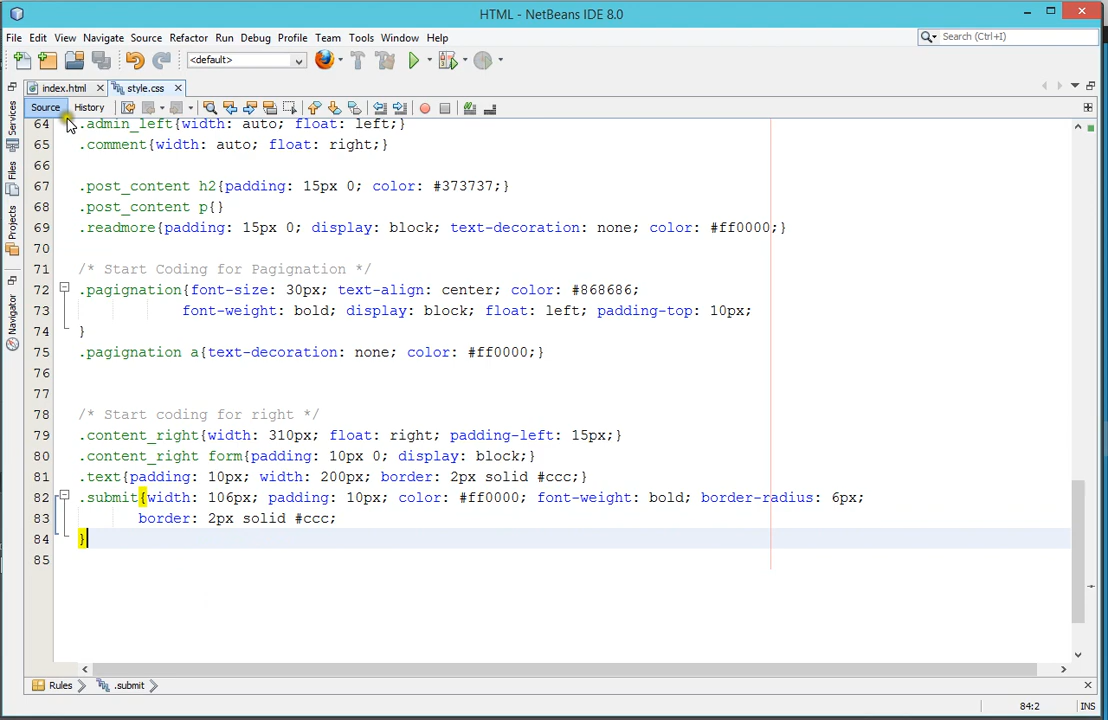 HTML - NetBeans IDE 8.0
File Edit View Navigate Source Refactor Run Debug Profile Team Tools Window Help
Search (Ctrl+I)
<default>
index.html
style.css
Source
History
Services
Files
Projects
Navigator
64 .admin_left{width: auto; float: left;}
65 .comment{width: auto; float: right;}
66
67 .post_content h2{padding: 15px 0; color: #373737;}
68 .post_content p{}
69 .readmore{padding: 15px 0; display: block; text-decoration: none; color: #ff0000;}
70
71 /* Start Coding for Pagignation */
72 .pagignation{font-size: 30px; text-align: center; color: #868686;
73 font-weight: bold; display: block; float: left; padding-top: 10px;
74 }
75 .pagignation a{text-decoration: none; color: #ff0000;}
76
77
78 /* Start coding for right */
79 .content_right{width: 310px; float: right; padding-left: 15px;}
80 .content_right form{padding: 10px 0; display: block;}
81 .text{padding: 10px; width: 200px; border: 2px solid #ccc;}
82 .submit{width: 106px; padding: 10px; color: #ff0000; font-weight: bold; border-radius: 6px;
83 border: 2px solid #ccc;
84 }
85
Rules
.submit
84:2
INS